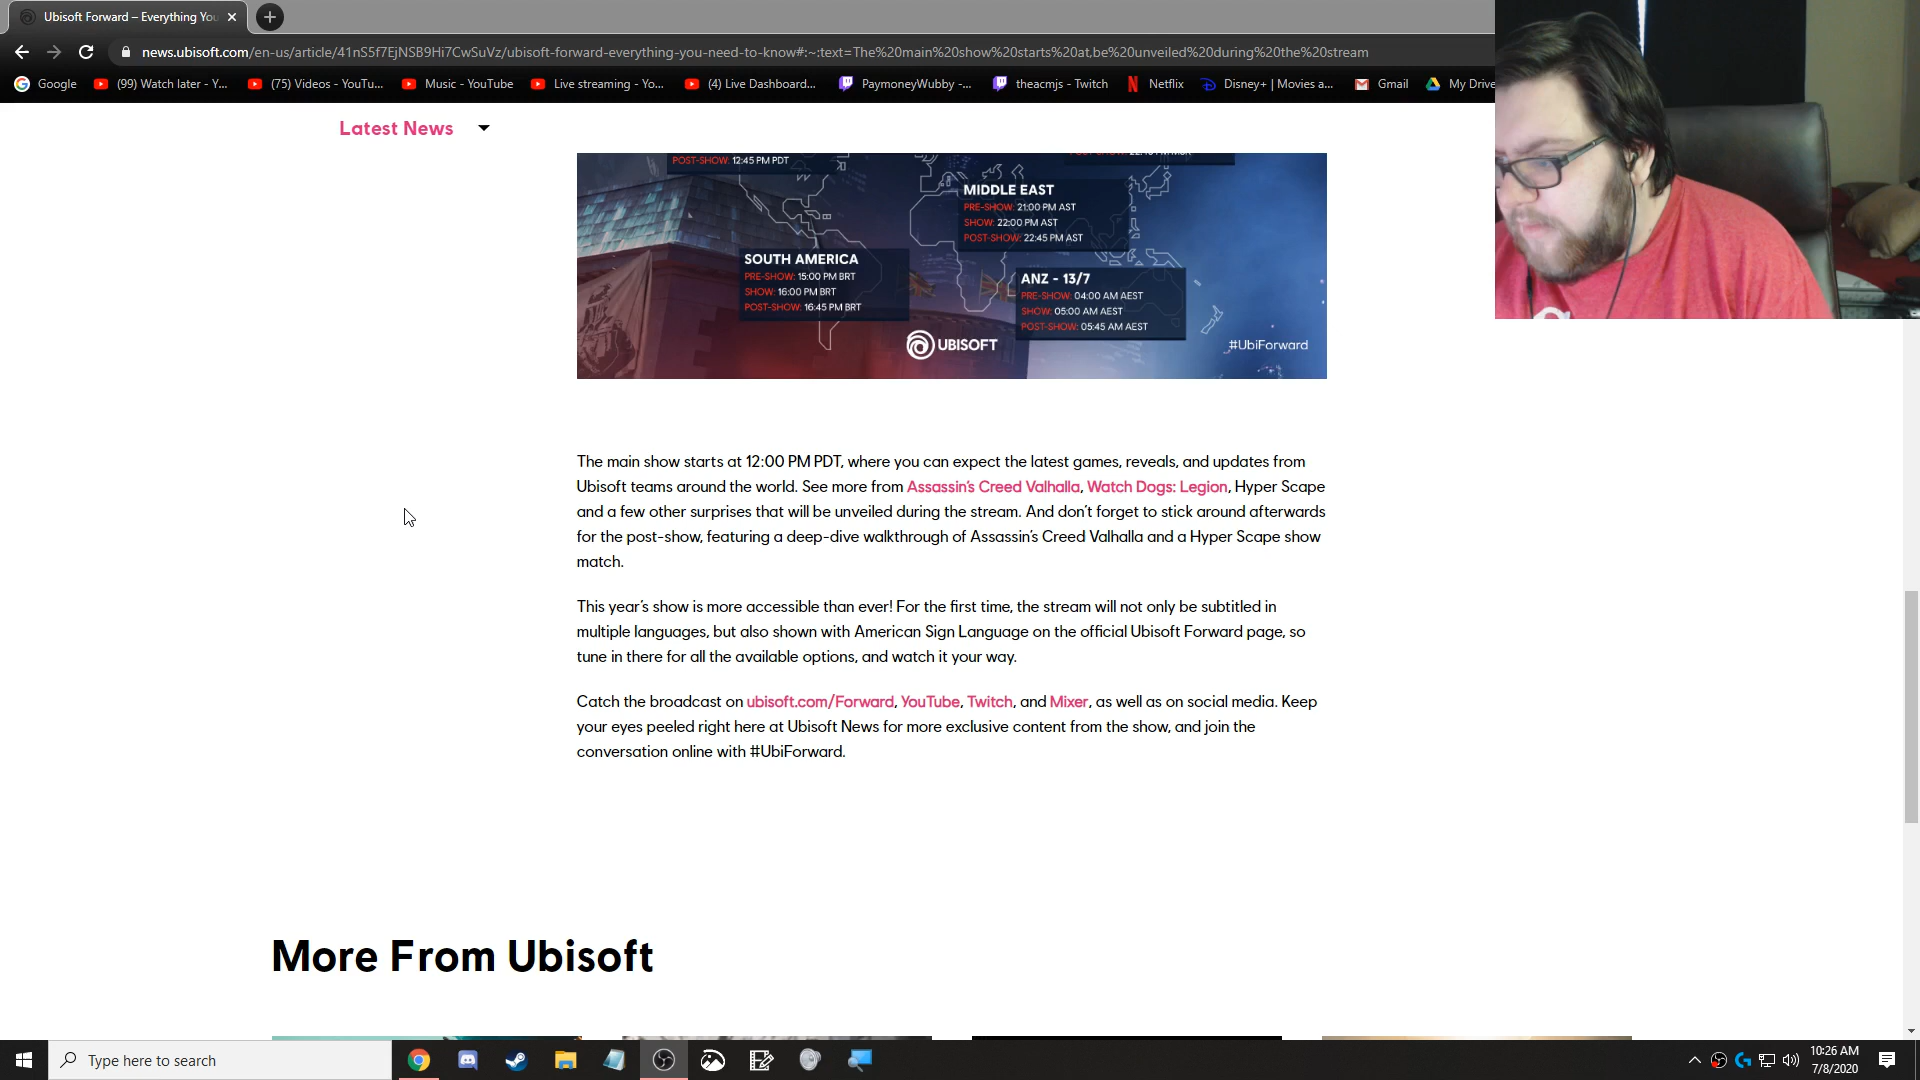 Ubisoft Forward – Everything You
news.ubisoft.com/en-us/article/41nS5f7EjNSB9Hi7CwSuVz/ubisoft-forward-everything-you-need-to-know#:~:text=The%20main%20show%20starts%20at,be%20unveiled%20during%20the%20stream
Google (99) Watch later - Y... (75) Videos - YouTu... Music - YouTube Live streaming - Yo... (4) Live Dashboard... PaymoneyWubby -... theacmjs - Twitch Netflix Disney+ | Movies a... Gmail My Drive
Latest News
POST-SHOW: 12:45 PM PDT
MIDDLE EAST
PRE-SHOW: 21:00 PM AST
SHOW: 22:00 PM AST
POST-SHOW: 22:45 PM AST
SOUTH AMERICA
PRE-SHOW: 15:00 PM BRT
SHOW: 16:00 PM BRT
POST-SHOW: 16:45 PM BRT
ANZ - 13/7
PRE-SHOW: 04:00 AM AEST
SHOW: 05:00 AM AEST
POST-SHOW: 05:45 AM AEST
UBISOFT
#UbiForward
The main show starts at 12:00 PM PDT, where you can expect the latest games, reveals, and updates from
Ubisoft teams around the world. See more from Assassin's Creed Valhalla, Watch Dogs: Legion, Hyper Scape
and a few other surprises that will be unveiled during the stream. And don't forget to stick around afterwards
for the post-show, featuring a deep-dive walkthrough of Assassin's Creed Valhalla and a Hyper Scape show
match.
This year's show is more accessible than ever! For the first time, the stream will not only be subtitled in
multiple languages, but also shown with American Sign Language on the official Ubisoft Forward page, so
tune in there for all the available options, and watch it your way.
Catch the broadcast on ubisoft.com/Forward, YouTube, Twitch, and Mixer, as well as on social media. Keep
your eyes peeled right here at Ubisoft News for more exclusive content from the show, and join the
conversation online with #UbiForward.
More From Ubisoft
Type here to search
10:26 AM
7/8/2020